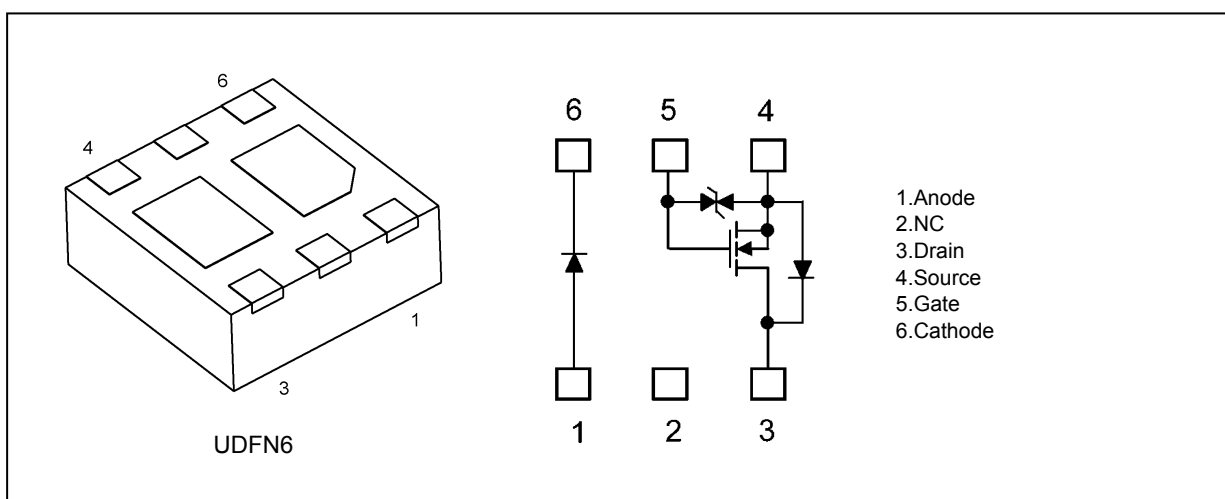 6
4
1
3
UDFN6
6 5 4
1 2 3
1.Anode
2.NC
3.Drain
4.Source
5.Gate
6.Cathode